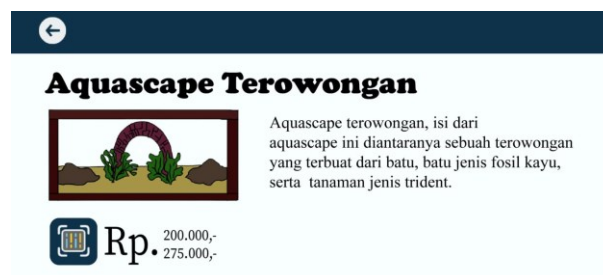 Aquascape Terowongan
Aquascape terowongan, isi dari
aquascape ini diantaranya sebuah terowongan
yang terbuat dari batu, batu jenis fosil kayu,
serta tanaman jenis trident.
Rp. 200.000,-
275.000,-